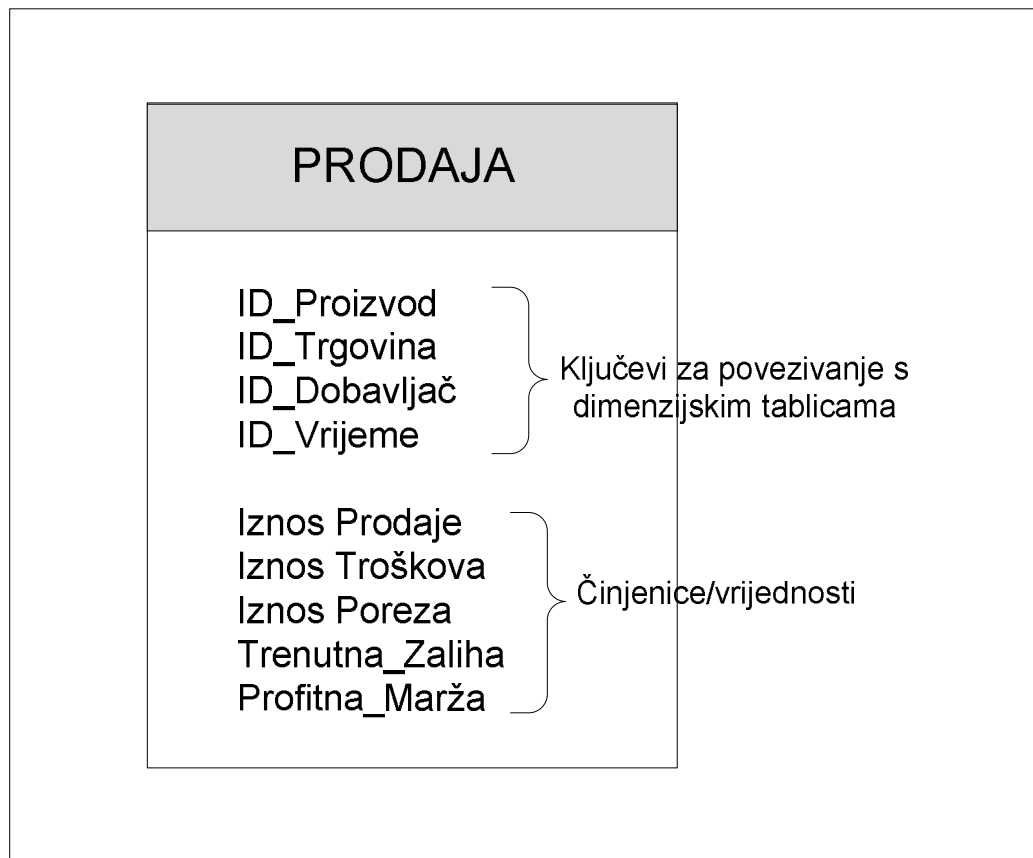 PRODAJA
ID_Proizvod
ID_Trgovina
ID_Dobavljač
ID_Vrijeme
Ključevi za povezivanje s
dimenzijskim tablicama
Iznos Prodaje
Iznos Troškova
Iznos Poreza
Trenutna_Zaliha
Profitna_Marža
Činjenice/vrijednosti